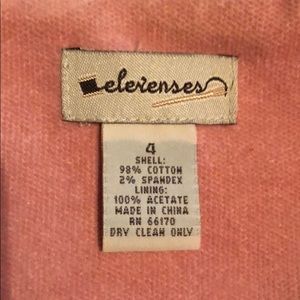 elevenses
4
SHELL:
98% COTTON
2% SPANDEX
LINING:
100% ACETATE
MADE IN CHINA
RN 66170
DRY CLEAN ONLY